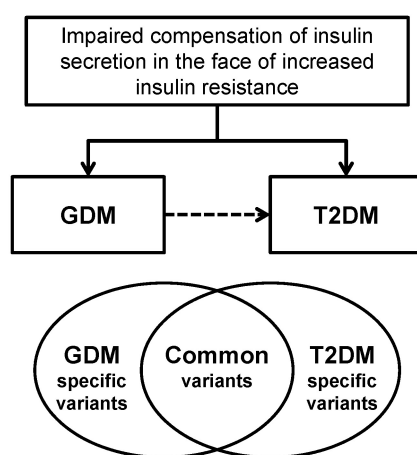 Impaired compensation of insulin
secretion in the face of increased
insulin resistance
GDM
T2DM
GDM
specific
variants
Common
variants
T2DM
specific
variants